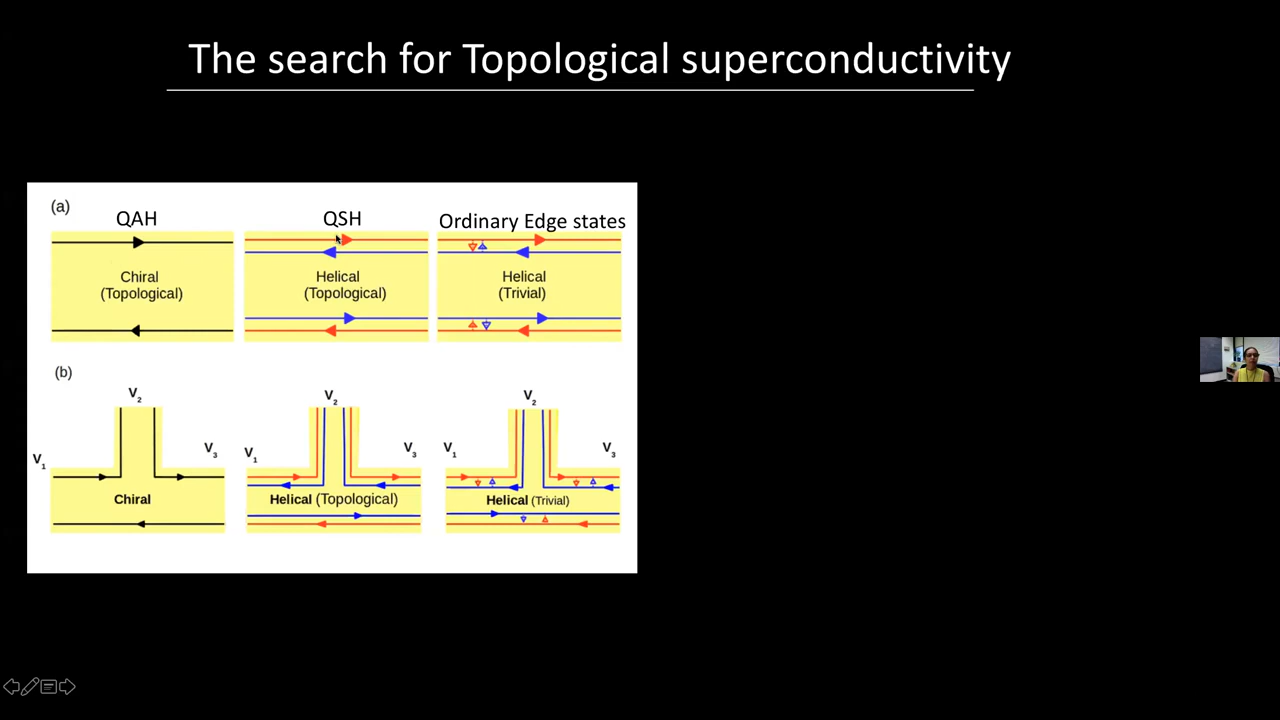 The search for Topological superconductivity
(a)
QAH
QSH
Ordinary Edge states
Chiral
(Topological)
Helical
(Topological)
Helical
(Trivial)
(b)
V2
V1
V3
Chiral
V2
V1
V3
Helical (Topological)
V2
V1
V3
Helical (Trivial)